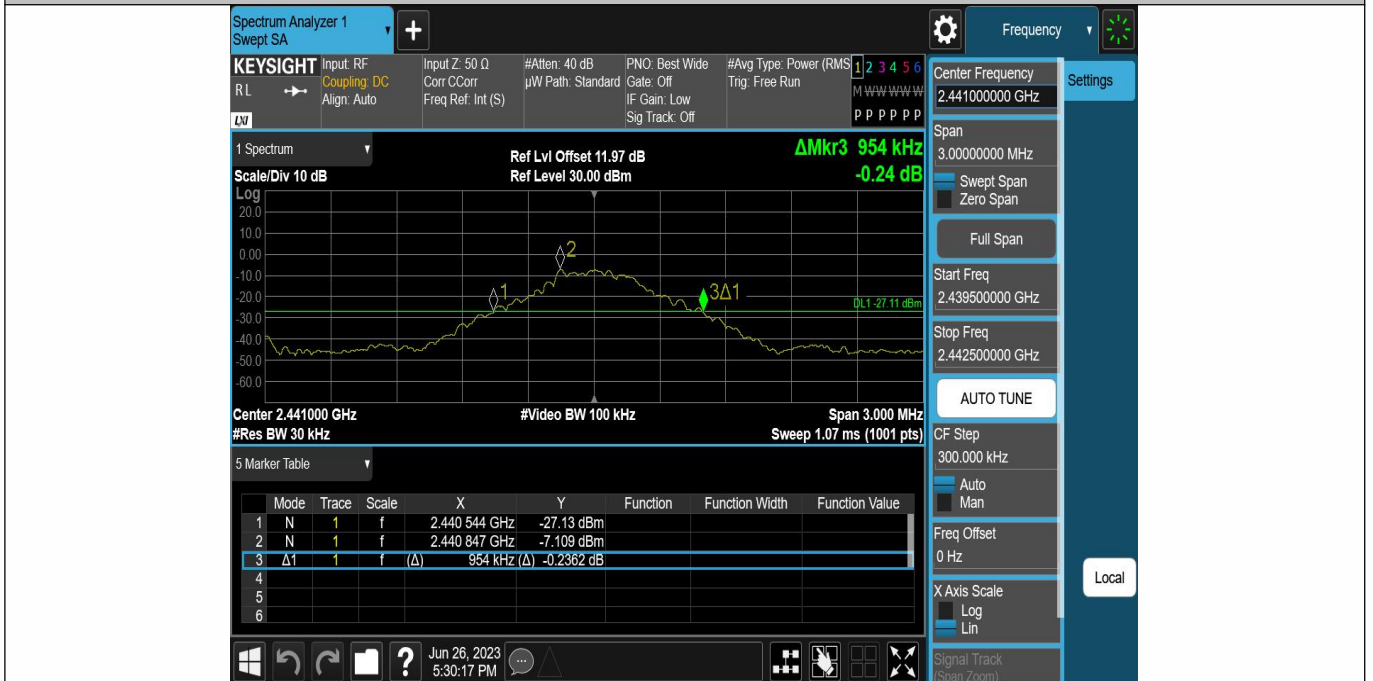 Spectrum Analyzer 1
Swept SA
+
Frequency
KEYSIGHT
RL
LXI
Input: RF
Coupling: DC
Align: Auto
Input Z: 50 Ω
Corr CCorr
Freq Ref: Int (S)
#Atten: 40 dB
µW Path: Standard
PNO: Best Wide
Gate: Off
IF Gain: Low
Sig Track: Off
#Avg Type: Power (RMS
Trig: Free Run
1 2 3 4 5 6
M W W W W W
P P P P P P
Center Frequency
2.441000000 GHz
Settings
Span
3.00000000 MHz
Swept Span
Zero Span
Full Span
Start Freq
2.439500000 GHz
Stop Freq
2.442500000 GHz
AUTO TUNE
CF Step
300.000 kHz
Auto
Man
Freq Offset
0 Hz
X Axis Scale
Log
Lin
Signal Track
(Span Zoom)
Local
1 Spectrum
Scale/Div 10 dB
Ref Lvl Offset 11.97 dB
Ref Level 30.00 dBm
ΔMkr3 954 kHz
-0.24 dB
Log
20.0
10.0
0.00
-10.0
-20.0
-30.0
-40.0
-50.0
-60.0
1
2
3Δ1
DL1 -27.11 dBm
Center 2.441000 GHz
#Video BW 100 kHz
Span 3.000 MHz
#Res BW 30 kHz
Sweep 1.07 ms (1001 pts)
5 Marker Table
Mode Trace Scale X Y Function Function Width Function Value
1 N 1 f 2.440 544 GHz -27.13 dBm
2 N 1 f 2.440 847 GHz -7.109 dBm
3 Δ1 1 f (Δ) 954 kHz (Δ) -0.2362 dB
4
5
6
?
Jun 26, 2023
5:30:17 PM